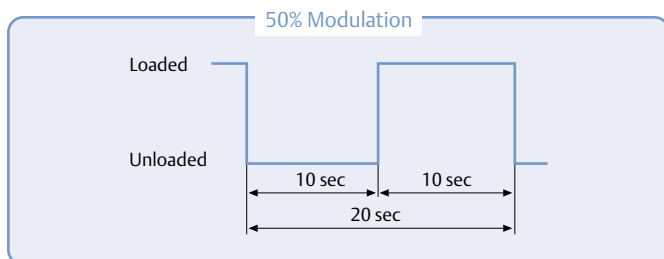 50% Modulation
Loaded
Unloaded
10 sec 10 sec
20 sec